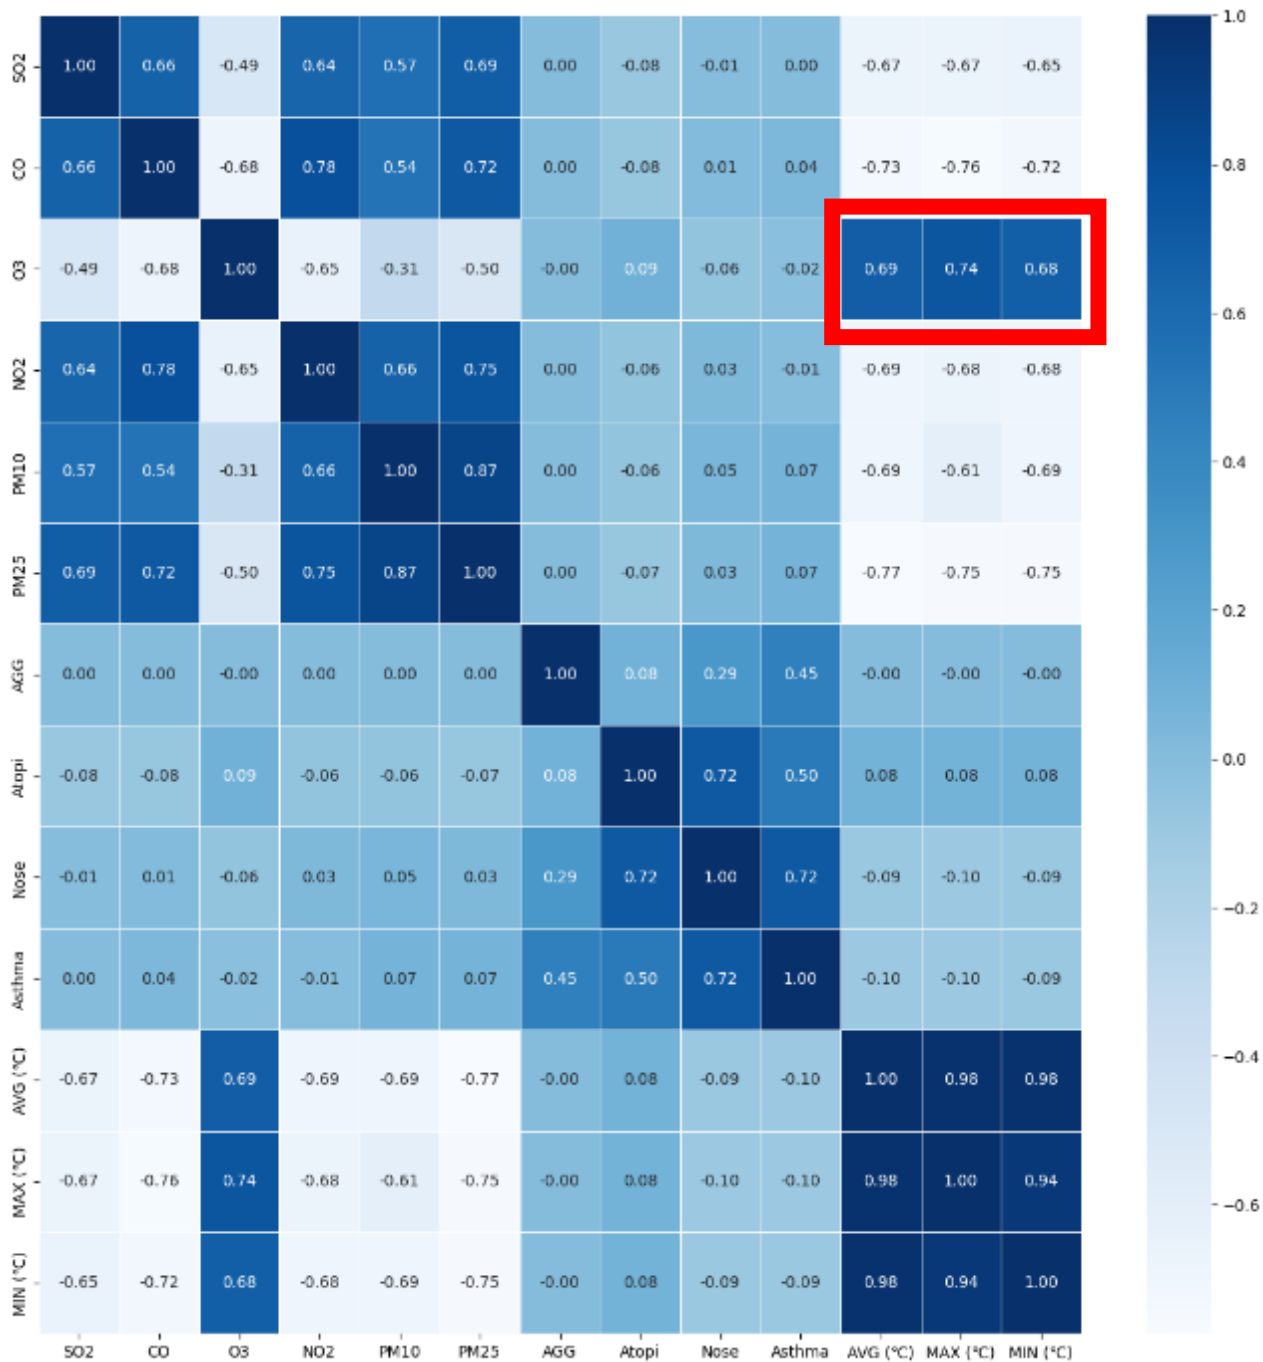 SO2 1.00 0.66 -0.49 0.64 0.57 0.69 0.00 -0.08 -0.01 0.00 -0.67 -0.67 -0.65
CO 0.66 1.00 -0.68 0.78 0.54 0.72 0.00 -0.08 0.01 0.04 -0.73 -0.76 -0.72
O3 -0.49 -0.68 1.00 -0.65 -0.31 -0.50 -0.00 0.09 -0.06 -0.02 0.69 0.74 0.68
NO2 0.64 0.78 -0.65 1.00 0.66 0.75 0.00 -0.06 0.03 -0.01 -0.69 -0.68 -0.68
PM10 0.57 0.54 -0.31 0.66 1.00 0.87 0.00 -0.06 0.05 0.07 -0.69 -0.61 -0.69
PM25 0.69 0.72 -0.50 0.75 0.87 1.00 0.00 -0.07 0.03 0.07 -0.77 -0.75 -0.75
AGG 0.00 0.00 -0.00 0.00 0.00 0.00 1.00 0.08 0.29 0.45 -0.00 -0.00 -0.00
Atopi -0.08 -0.08 0.09 -0.06 -0.06 -0.07 0.08 1.00 0.72 0.50 0.08 0.08 0.08
Nose -0.01 0.01 -0.06 0.03 0.05 0.03 0.29 0.72 1.00 0.72 -0.09 -0.10 -0.09
Asthma 0.00 0.04 -0.02 -0.01 0.07 0.07 0.45 0.50 0.72 1.00 -0.10 -0.10 -0.09
AVG (℃) -0.67 -0.73 0.69 -0.69 -0.69 -0.77 -0.00 0.08 -0.09 -0.10 1.00 0.98 0.98
MAX (℃) -0.67 -0.76 0.74 -0.68 -0.61 -0.75 -0.00 0.08 -0.10 -0.10 0.98 1.00 0.94
MIN (℃) -0.65 -0.72 0.68 -0.68 -0.69 -0.75 -0.00 0.08 -0.09 -0.09 0.98 0.94 1.00
SO2 CO O3 NO2 PM10 PM25 AGG Atopi Nose Asthma AVG (℃) MAX (℃) MIN (℃)
1.0
0.8
0.6
0.4
0.2
0.0
−0.2
−0.4
−0.6